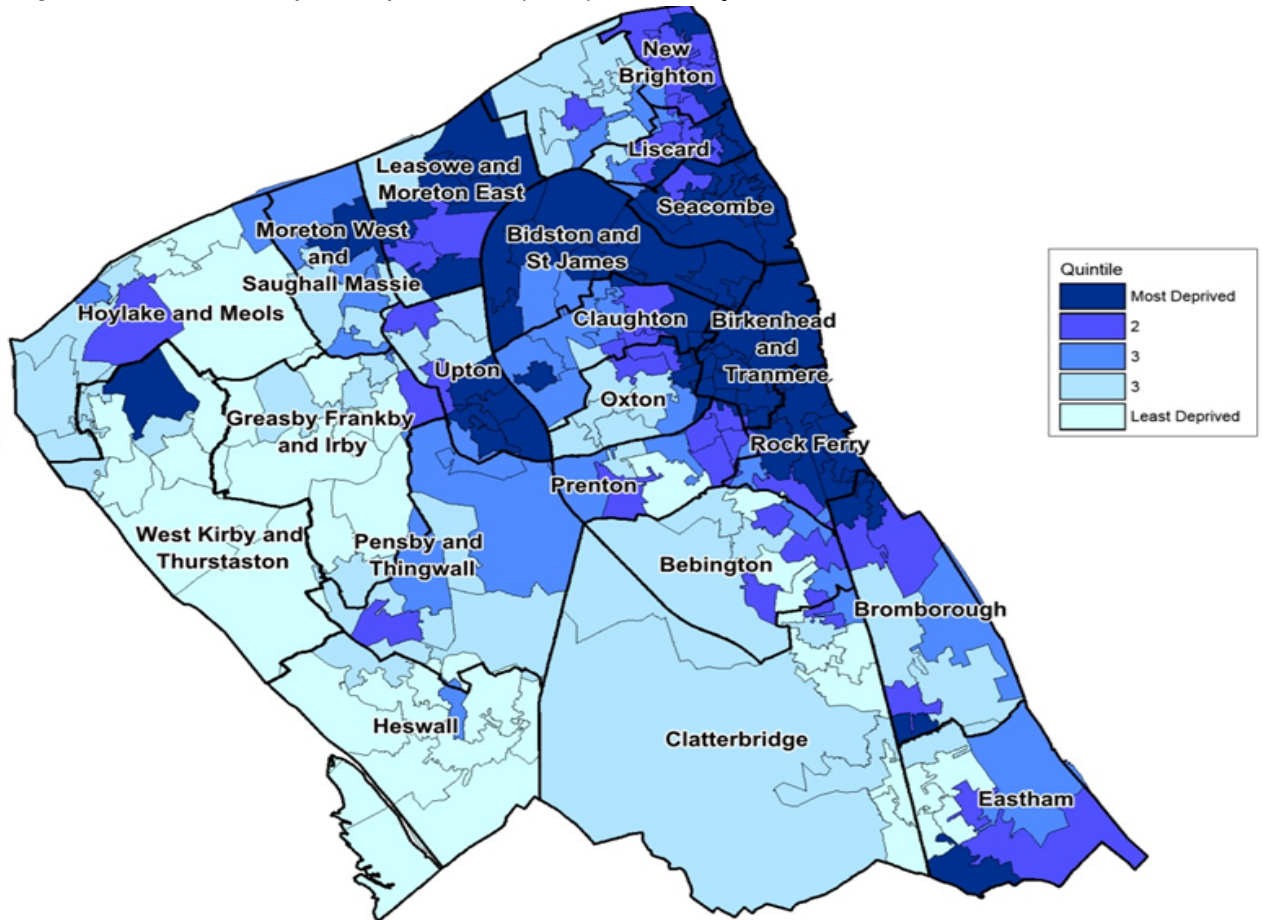 New
Brighton
Liscard
Leasowe and
Moreton East
Seacombe
Moreton West
and
Saughall Massie
Bidston and
St James
Hoylake and Meols
Claughton
Birkenhead
and
Tranmere
Upton
Oxton
Greasby Frankby
and Irby
Rock Ferry
Prenton
West Kirby and
Thurstaston
Pensby and
Thingwall
Bebington
Bromborough
Heswall
Clatterbridge
Eastham
Quintile
Most Deprived
2
3
3
Least Deprived